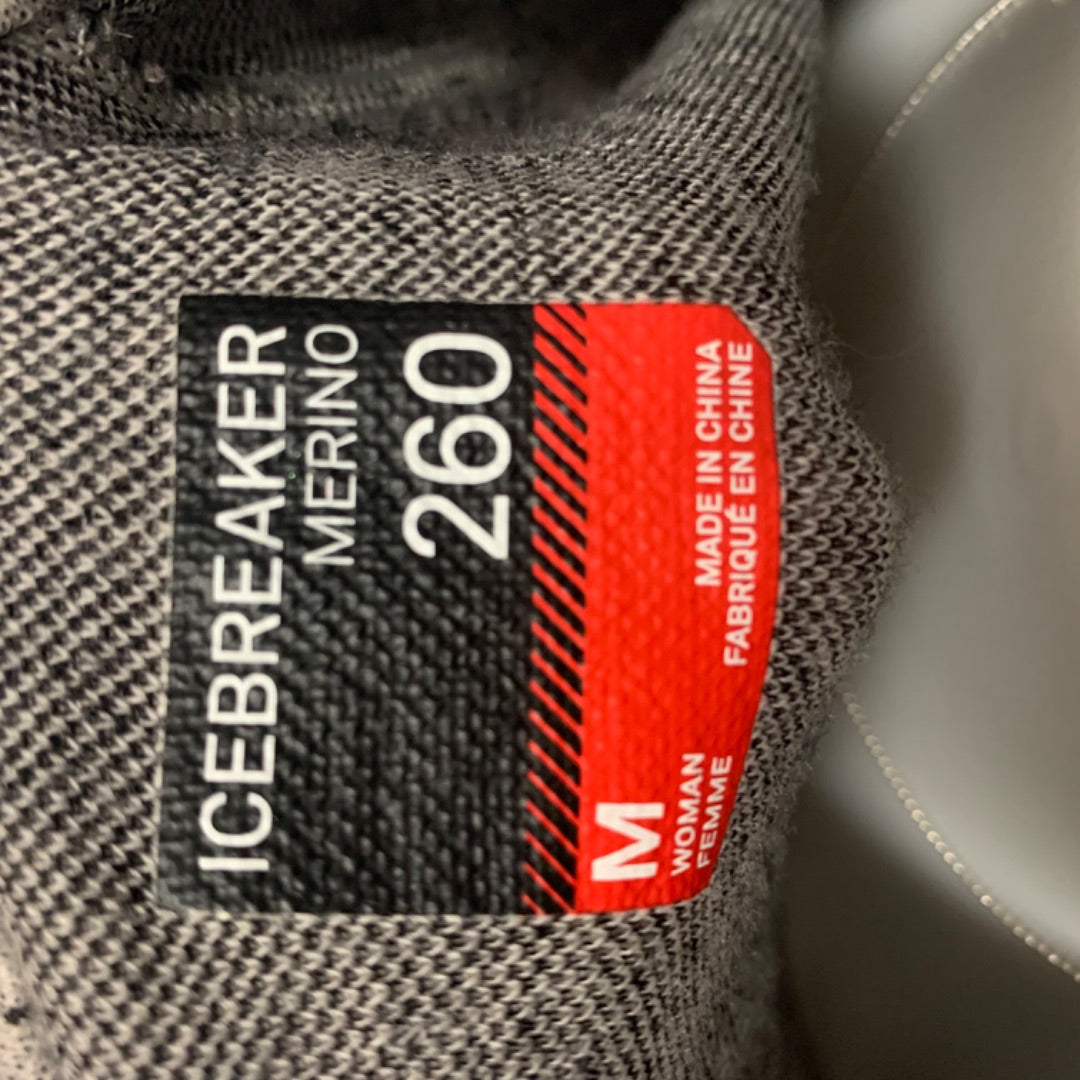 ICEBREAKER
MERINO
260
MADE IN CHINA
FABRIQUÉ EN CHINE
M
WOMAN
FEMME